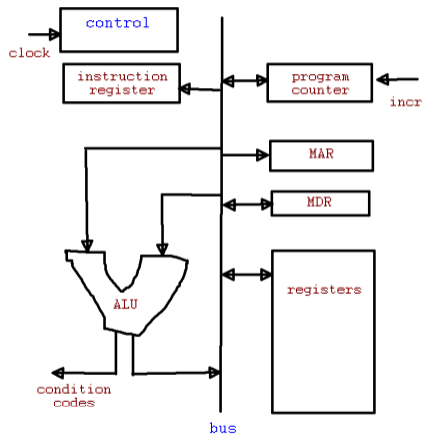 control
clock
instruction
register
program
counter
incr
MAR
MDR
ALU
registers
condition
codes
bus